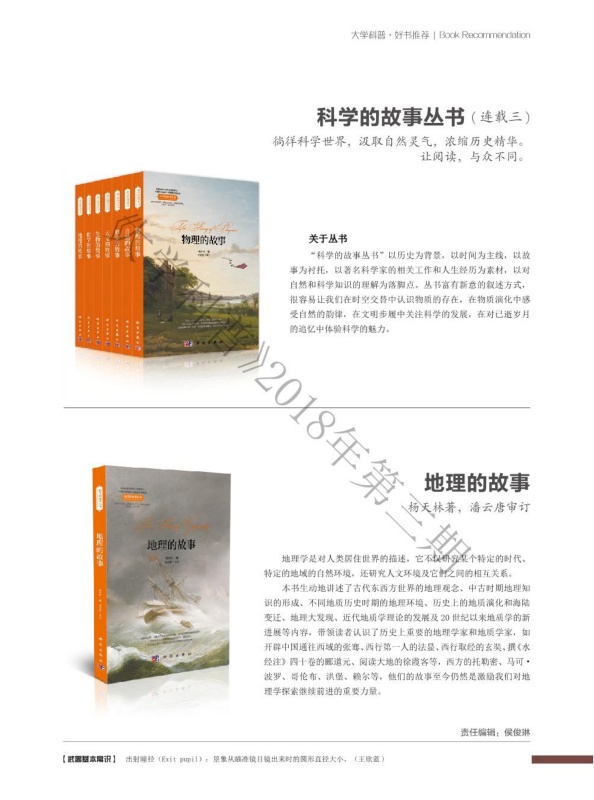 大学科普·好书推荐 | Book Recommendation
科学的故事丛书（连载三）
徜徉科学世界，汲取自然灵气，浓缩历史精华。
让阅读，与众不同。
物理的故事
科学出版社
关于丛书
“科学的故事丛书”以历史为背景，以时间为主线，以故
事为衬托，以著名科学家的相关工作和人生经历为素材，以对
自然和科学知识的理解为落脚点。丛书富有新意的叙述方式，
很容易让我们在时空交替中认识物质的存在，在物质演化中感
受自然的韵律，在文明步履中关注科学的发展，在对已逝岁月
的追忆中体验科学的魅力。
》2018年第三期
地理的故事
杨天林著，潘云唐审订
地理的故事
地理的故事
科学出版社
地理学是对人类居住世界的描述，它不仅研究某个特定的时代、
特定的地域的自然环境，还研究人文环境及它们之间的相互关系。
本书生动地讲述了古代东西方世界的地理观念、中古时期地理知
识的形成、不同地质历史时期的地理环境、历史上的地质演化和海陆
变迁、地理大发现、近代地质学理论的发展及20世纪以来地质学的新
进展等内容，带领读者认识了历史上重要的地理学家和地质学家，如
开辟中国通往西域的张骞、西行第一人的法显、西行取经的玄奘、撰《水
经注》四十卷的郦道元、阅读大地的徐霞客等，西方的托勒密、马可·
波罗、哥伦布、洪堡、赖尔等，他们的故事至今仍然是激励我们对地
理学探索继续前进的重要力量。
责任编辑：侯俊琳
【武器基本常识】 出射瞳径（Exit pupil）：景象从瞄准镜目镜出来时的圆形直径大小。（王欣蓝）